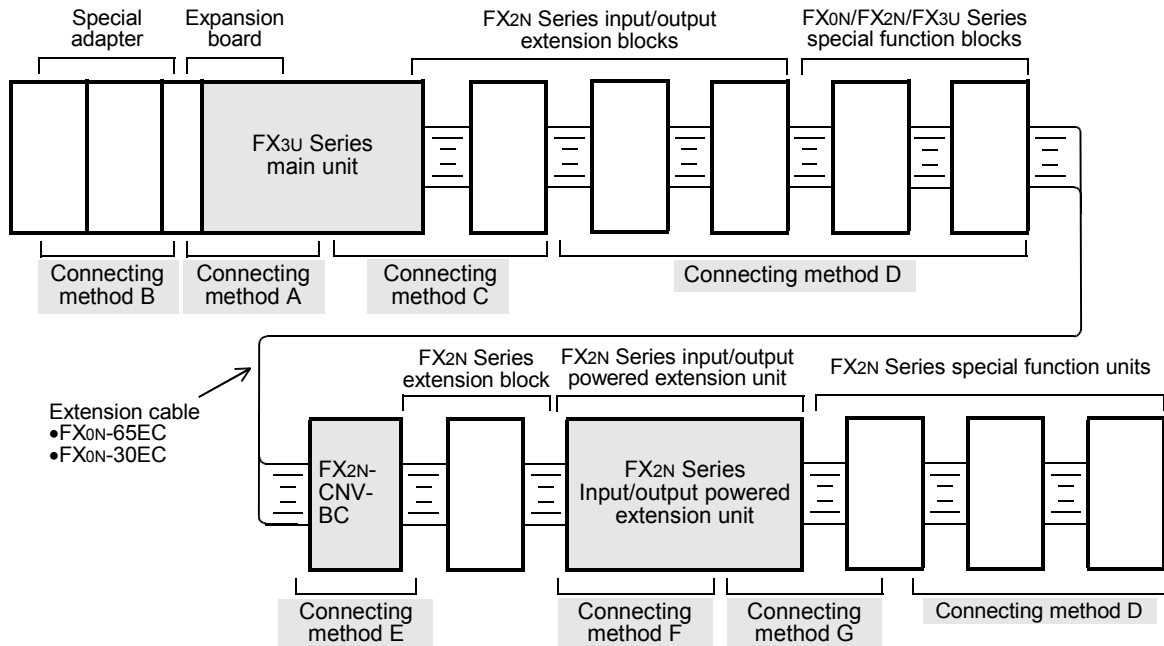 Special
adapter
Expansion
board
FX2N Series input/output
extension blocks
FX0N/FX2N/FX3U Series
special function blocks
FX3U Series
main unit
Connecting
method B
Connecting
method A
Connecting
method C
Connecting method D
Extension cable
•FX0N-65EC
•FX0N-30EC
FX2N Series
extension block
FX2N Series input/output
powered extension unit
FX2N Series special function units
FX2N-
CNV-
BC
FX2N Series
Input/output powered
extension unit
Connecting
method E
Connecting
method F
Connecting
method G
Connecting method D